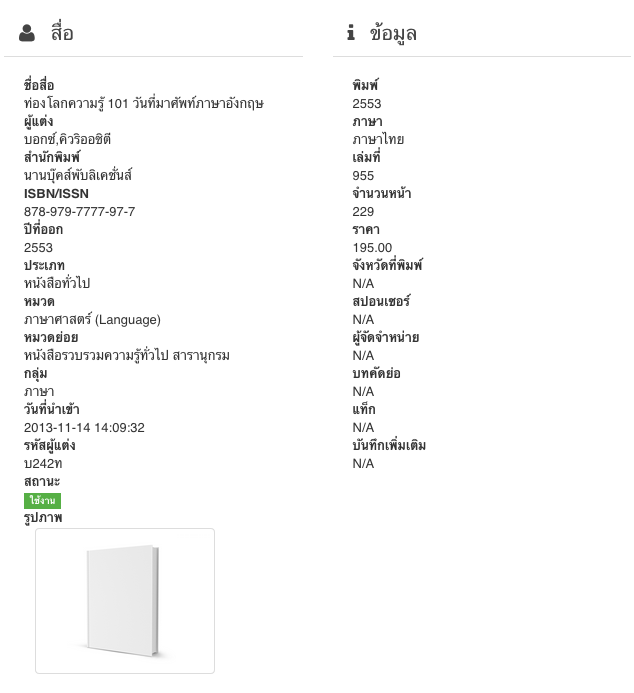 สื่อ
ชื่อสื่อ
ท่องโลกความรู้ 101 วันที่มาศัพท์ภาษาอังกฤษ
ผู้แต่ง
บอกซ์,คิวริออซิตี
สำนักพิมพ์
นานบุ๊คส์พับลิเคชั่นส์
ISBN/ISSN
878-979-7777-97-7
ปีที่ออก
2553
ประเภท
หนังสือทั่วไป
หมวด
ภาษาศาสตร์ (Language)
หมวดย่อย
หนังสือรวบรวมความรู้ทั่วไป สารานุกรม
กลุ่ม
ภาษา
วันที่นำเข้า
2013-11-14 14:09:32
รหัสผู้แต่ง
บ242ท
สถานะ
ใช้งาน
รูปภาพ
ข้อมูล
พิมพ์
2553
ภาษา
ภาษาไทย
เล่มที่
955
จำนวนหน้า
229
ราคา
195.00
จังหวัดที่พิมพ์
N/A
สปอนเซอร์
N/A
ผู้จัดจำหน่าย
N/A
บทคัดย่อ
N/A
แท็ก
N/A
บันทึกเพิ่มเติม
N/A